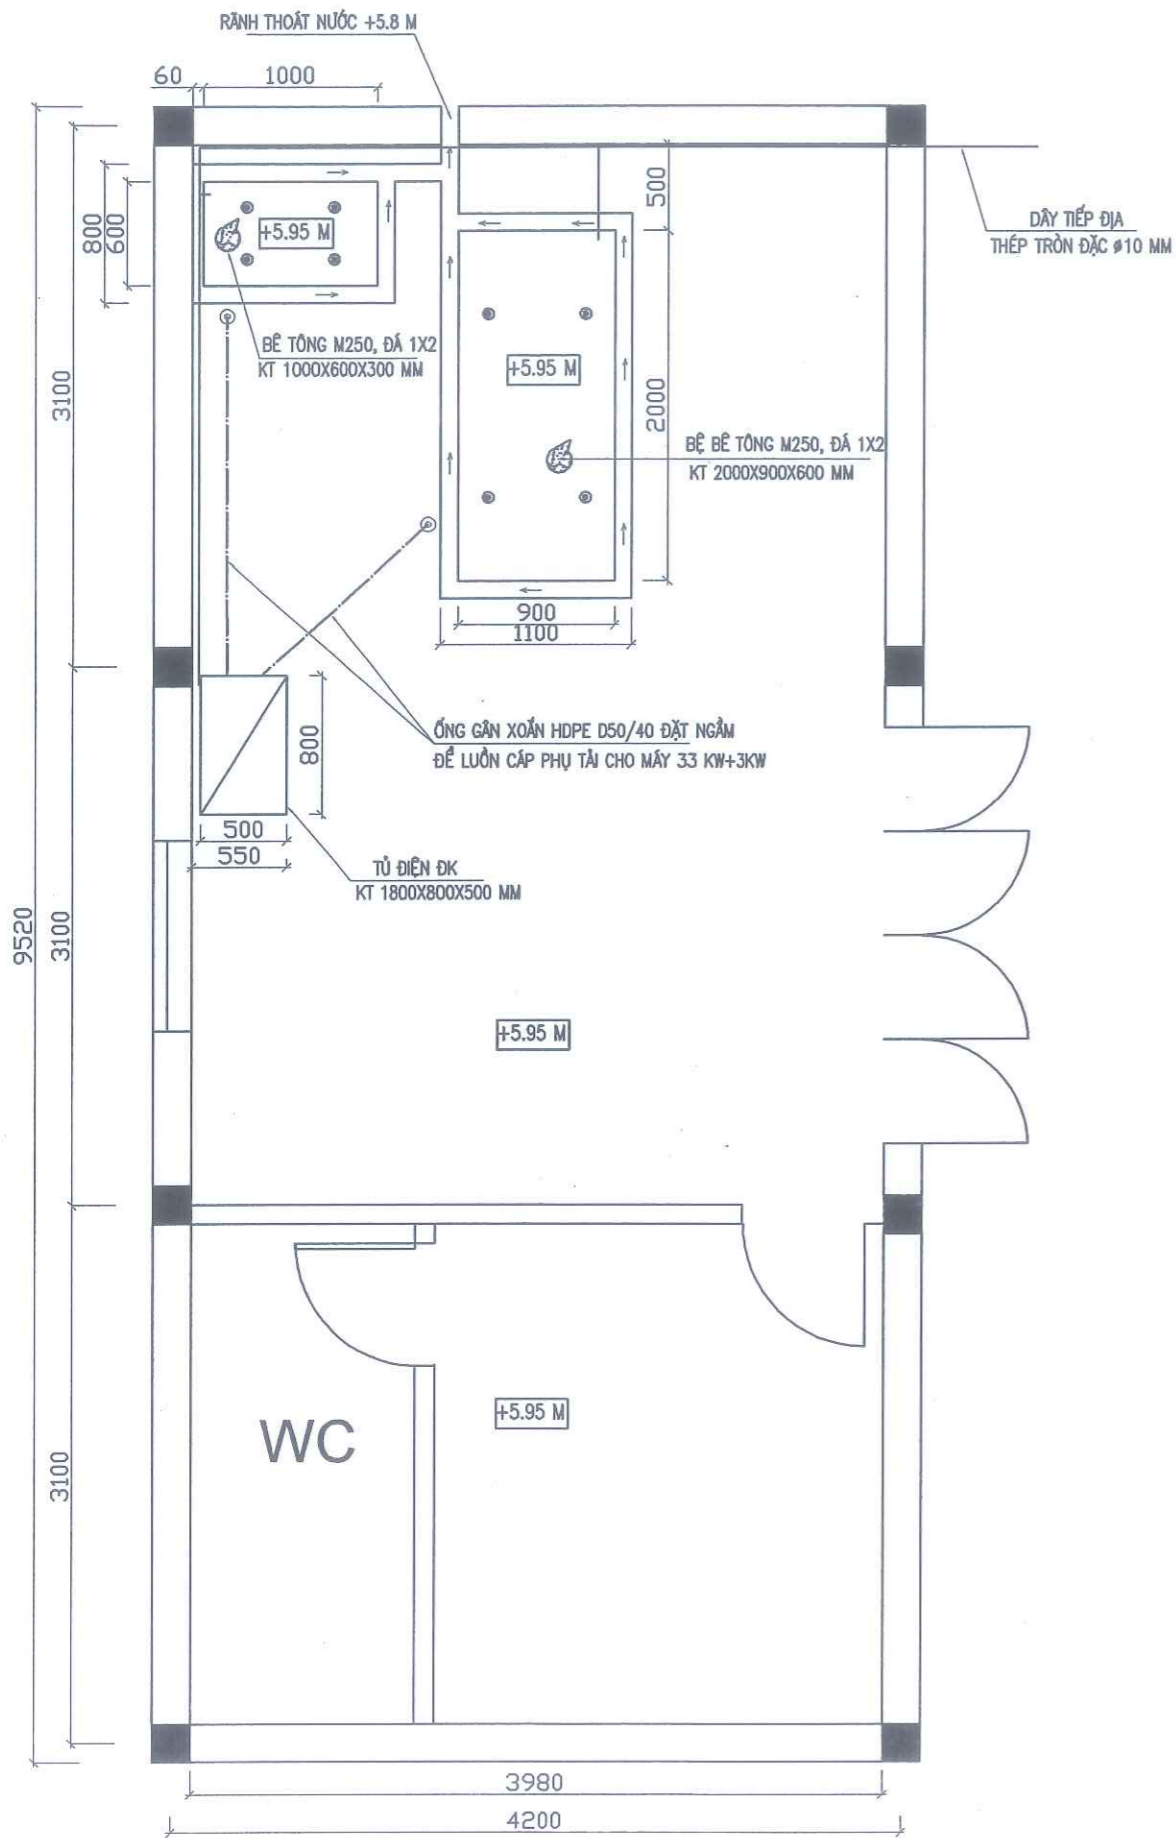 RÃNH THOÁT NƯỚC +5.8 M
60
1000
500
DÂY TIẾP ĐỊA
THÉP TRÒN ĐẶC ø10 MM
800
600
+5.95 M
BÊ TÔNG M250, ĐÁ 1X2
KT 1000X600X300 MM
+5.95 M
3100
2000
BỆ BÊ TÔNG M250, ĐÁ 1X2
KT 2000X900X600 MM
900
1100
ỐNG GÂN XOẮN HDPE D50/40 ĐẶT NGẦM
ĐỂ LUỒN CÁP PHỤ TẢI CHO MÁY 33 KW+3KW
800
500
550
TỦ ĐIỆN ĐK
KT 1800X800X500 MM
9520
3100
+5.95 M
+5.95 M
WC
3100
3980
4200